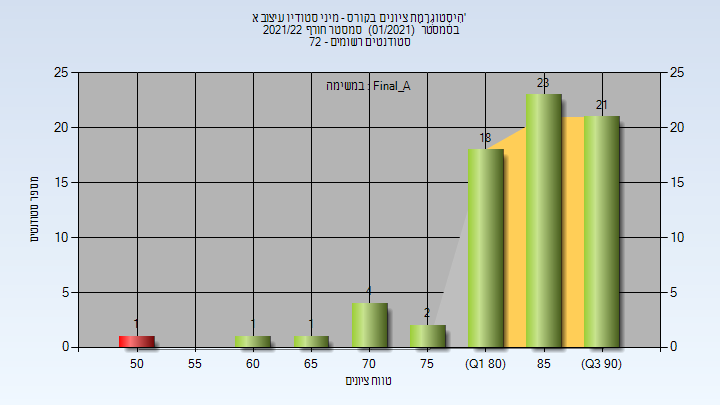 הִיסְטוֹגְרָמַת ציונים בקורס - מיני סטודיו עיצוב א'
בסמסטר (01/2021) סמסטר חורף 2021/22
סטודנטים רשומים - 72
במשימה : Final_A
25 25
20 20
15 15
10 10
5 5
0 0
1 1 1 4 2 18 23 21
50 55 60 65 70 75 (Q1 80) 85 (Q3 90)
טווח ציונים
מספר סטודנטים